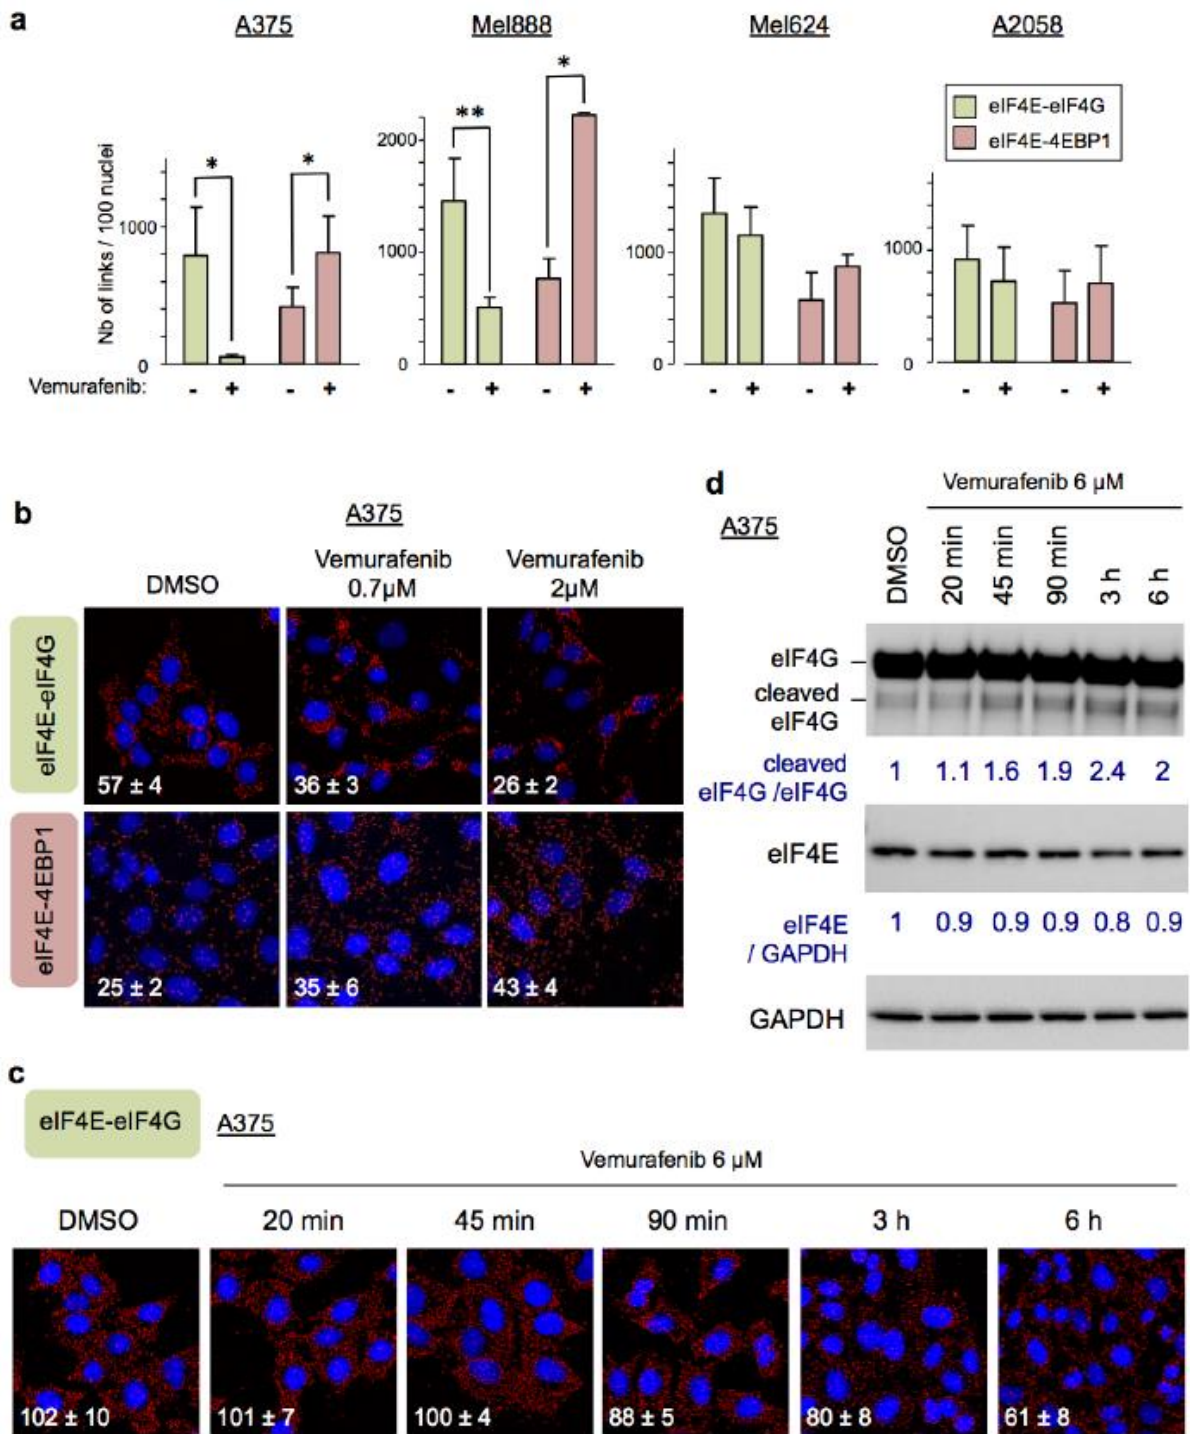 a
A375
Mel888
Mel624
A2058
eIF4E-eIF4G
eIF4E-4EBP1
Nb of links / 100 nuclei
1000
0
*
*
2000
1000
0
**
*
1000
0
1000
0
Vemurafenib:
- + - +
- + - +
- + - +
- + - +
b
A375
DMSO
Vemurafenib
0.7µM
Vemurafenib
2µM
eIF4E-eIF4G
57 ± 4
36 ± 3
26 ± 2
eIF4E-4EBP1
25 ± 2
35 ± 6
43 ± 4
d
A375
Vemurafenib 6 µM
DMSO
20 min
45 min
90 min
3 h
6 h
eIF4G
cleaved
eIF4G
cleaved
eIF4G /eIF4G
1 1.1 1.6 1.9 2.4 2
eIF4E
eIF4E
/ GAPDH
1 0.9 0.9 0.9 0.8 0.9
GAPDH
c
eIF4E-eIF4G
A375
Vemurafenib 6 µM
DMSO
20 min
45 min
90 min
3 h
6 h
102 ± 10
101 ± 7
100 ± 4
88 ± 5
80 ± 8
61 ± 8